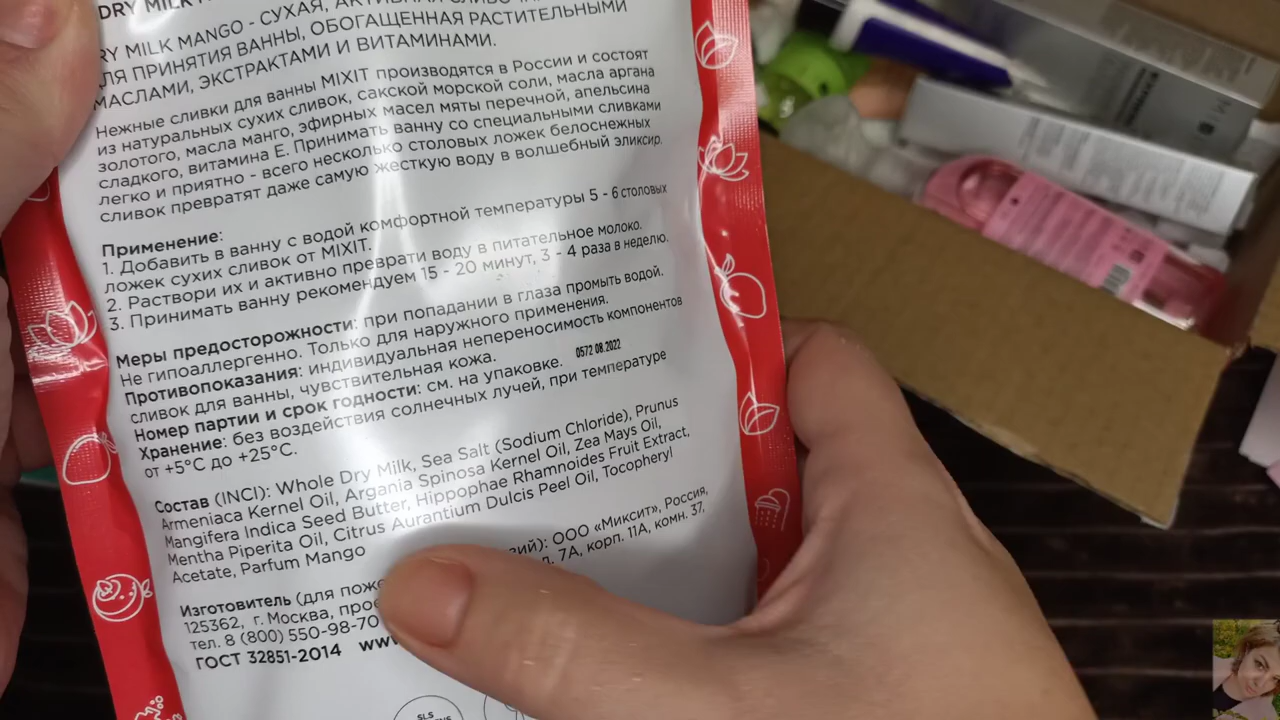 DRY MILK
RY MILK MANGO - СУХАЯ, АКТИВНАЯ
ЛЯ ПРИНЯТИЯ ВАННЫ, ОБОГАЩЕННАЯ РАСТИТЕЛЬНЫМИ
МАСЛАМИ, ЭКСТРАКТАМИ И ВИТАМИНАМИ.
Нежные сливки для ванны MIXIT производятся в России и состоят
из натуральных сухих сливок, сакской морской соли, масла аргана
золотого, масла манго, эфирных масел мяты перечной, апельсина
сладкого, витамина Е. Принимать ванну со специальными сливками
легко и приятно - всего несколько столовых ложек белоснежных
сливок превратят даже самую жесткую воду в волшебный эликсир.
Применение:
1. Добавить в ванну с водой комфортной температуры 5 - 6 столовых
ложек сухих сливок от MIXIT.
2. Раствори их и активно преврати воду в питательное молоко.
3. Принимать ванну рекомендуем 15 - 20 минут, 3 - 4 раза в неделю.
Меры предосторожности: при попадании в глаза промыть водой.
Не гипоаллергенно. Только для наружного применения.
Противопоказания: индивидуальная непереносимость компонентов
сливок для ванны, чувствительная кожа.
Номер партии и срок годности: см. на упаковке. 0572 08.2022
Хранение: без воздействия солнечных лучей, при температуре
от +5°С до +25°С.
Состав (INCI): Whole Dry Milk, Sea Salt (Sodium Chloride), Prunus
Armeniaca Kernel Oil, Argania Spinosa Kernel Oil, Zea Mays Oil,
Mangifera Indica Seed Butter, Hippophae Rhamnoides Fruit Extract,
Mentha Piperita Oil, Citrus Aurantium Dulcis Peel Oil, Tocopheryl
Acetate, Parfum Mango
Изготовитель (для поже зий): ООО «Миксит», Россия,
125362, г. Москва, прое д. 7А, корп. 11А, комн. 37,
тел. 8 (800) 550-98-70
ГОСТ 32851-2014 www
SLS